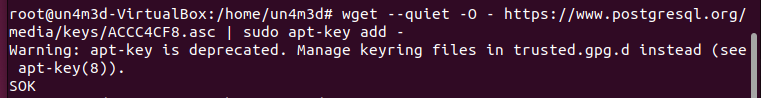 root@un4m3d-VirtualBox:/home/un4m3d# wget --quiet -O - https://www.postgresql.org/
media/keys/ACCC4CF8.asc | sudo apt-key add -
Warning: apt-key is deprecated. Manage keyring files in trusted.gpg.d instead (see
 apt-key(8)).
SOK